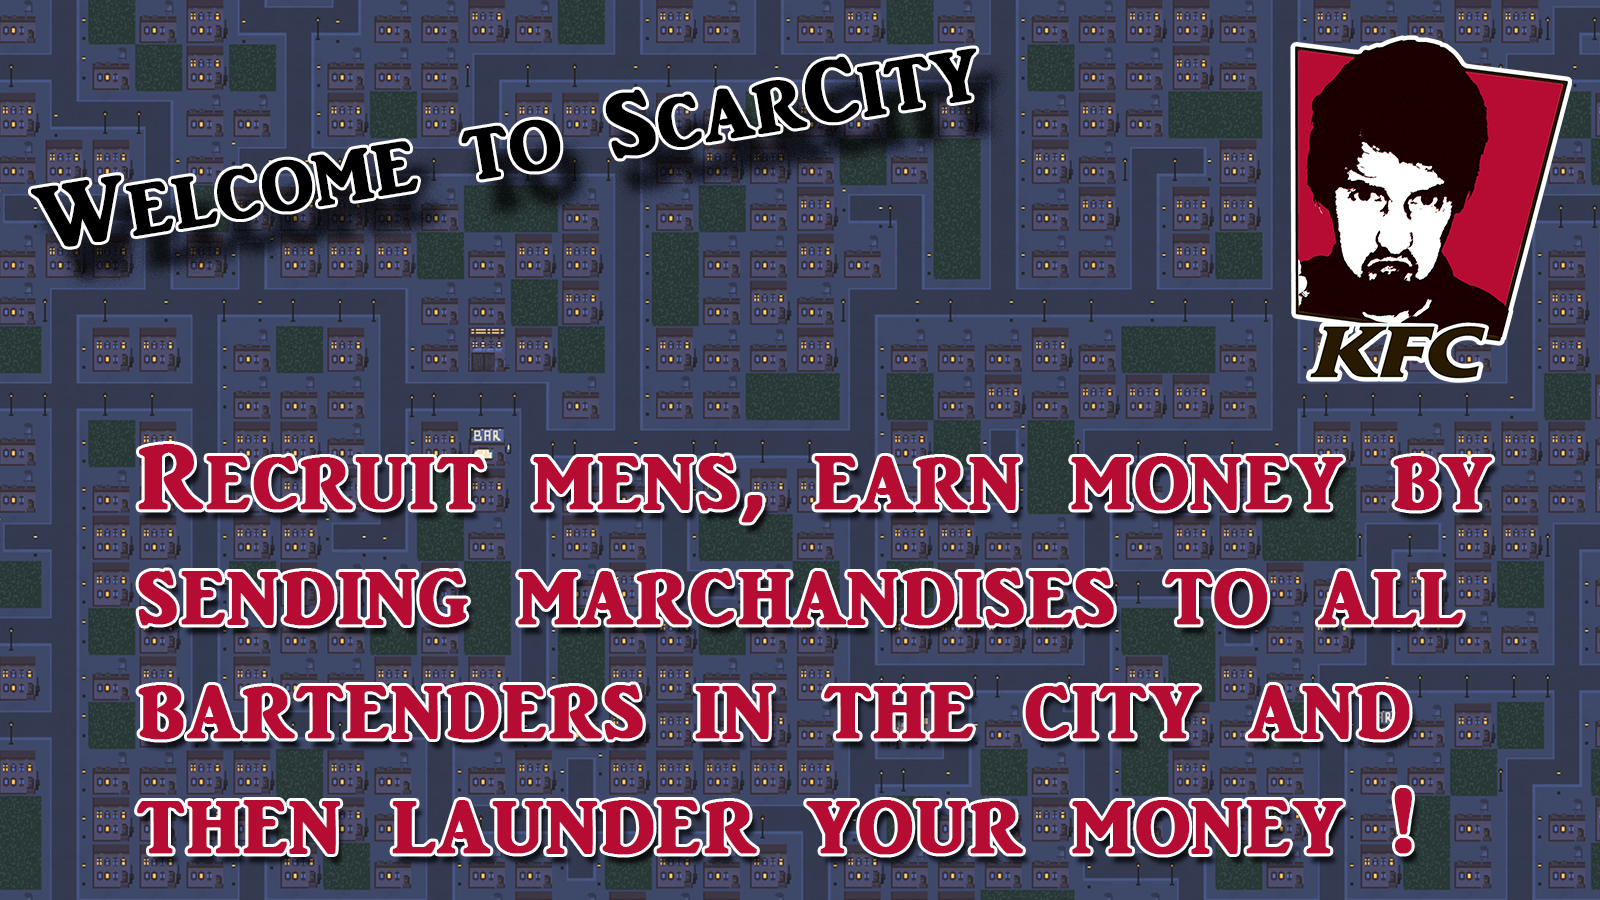 Welcome to ScarCity
KFC
BAR
Recruit mens, earn money by
sending marchandises to all
bartenders in the city and
then launder your money !